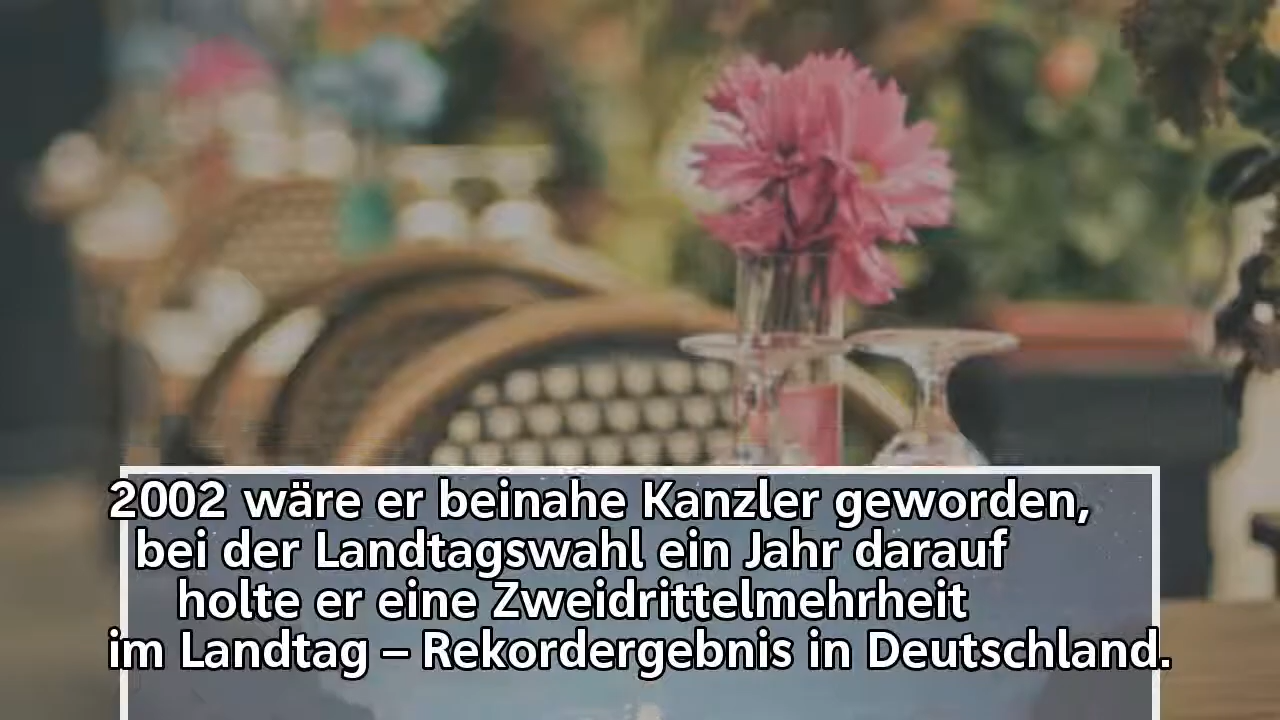 2002 wäre er beinahe Kanzler geworden,
bei der Landtagswahl ein Jahr darauf
holte er eine Zweidrittelmehrheit
im Landtag – Rekordergebnis in Deutschland.